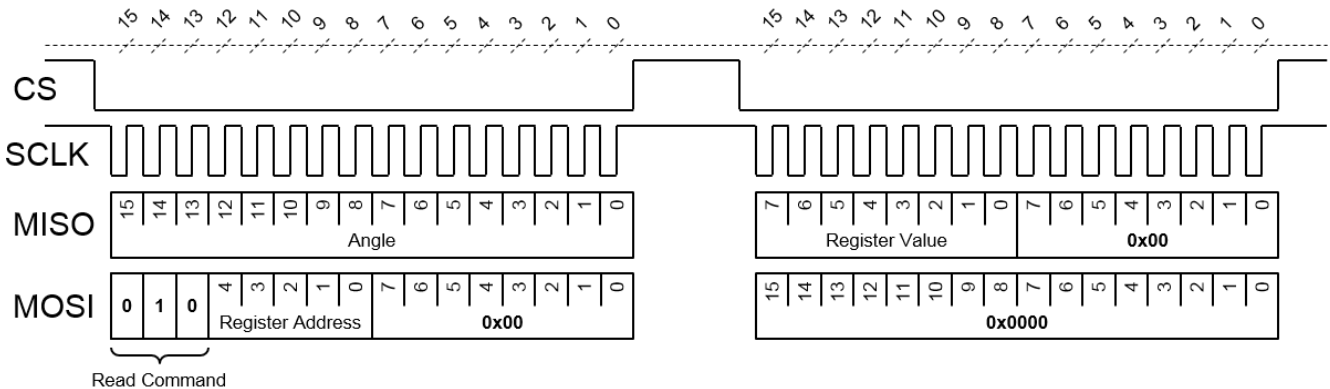 15 14 13 12 11 10 9 8 7 6 5 4 3 2 1 0 15 14 13 12 11 10 9 8 7 6 5 4 3 2 1 0
CS
SCLK
MISO 15 14 13 12 11 10 9 8 7 6 5 4 3 2 1 0 7 6 5 4 3 2 1 0 7 6 5 4 3 2 1 0
Angle Register Value 0x00
MOSI 0 1 0 4 3 2 1 0 7 6 5 4 3 2 1 0 15 14 13 12 11 10 9 8 7 6 5 4 3 2 1 0
Register Address 0x00 0x0000
Read Command